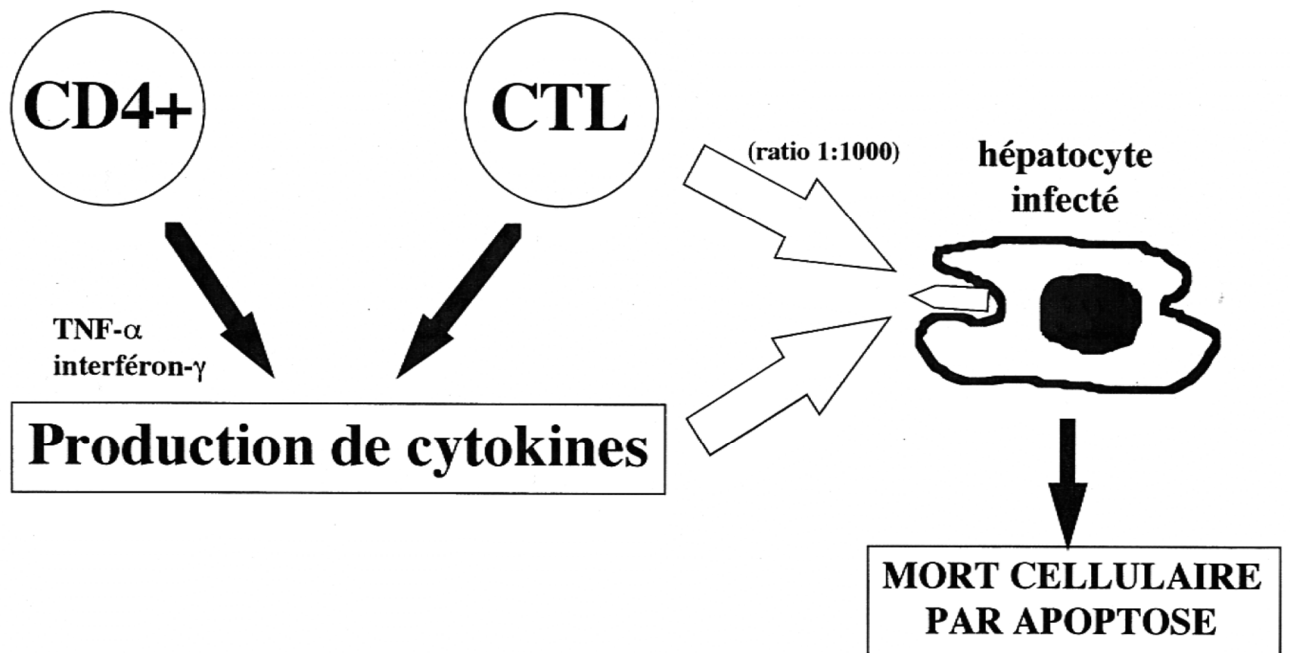 CD4+
CTL
(ratio 1:1000)
hépatocyte
infecté
TNF-α
interféron-γ
Production de cytokines
MORT CELLULAIRE
PAR APOPTOSE